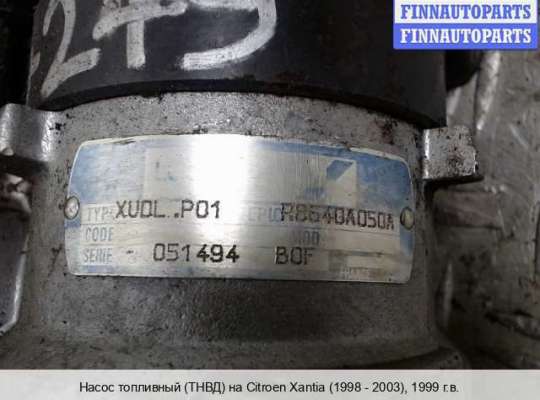 FINNAUTOPARTS
FINNAUTOPARTS
TYPE XUDL..P01 R8640A050A
CODE MOD
SERIE 051494 BOF
Насос топливный (ТНВД) на Citroen Xantia (1998 - 2003), 1999 г.в.